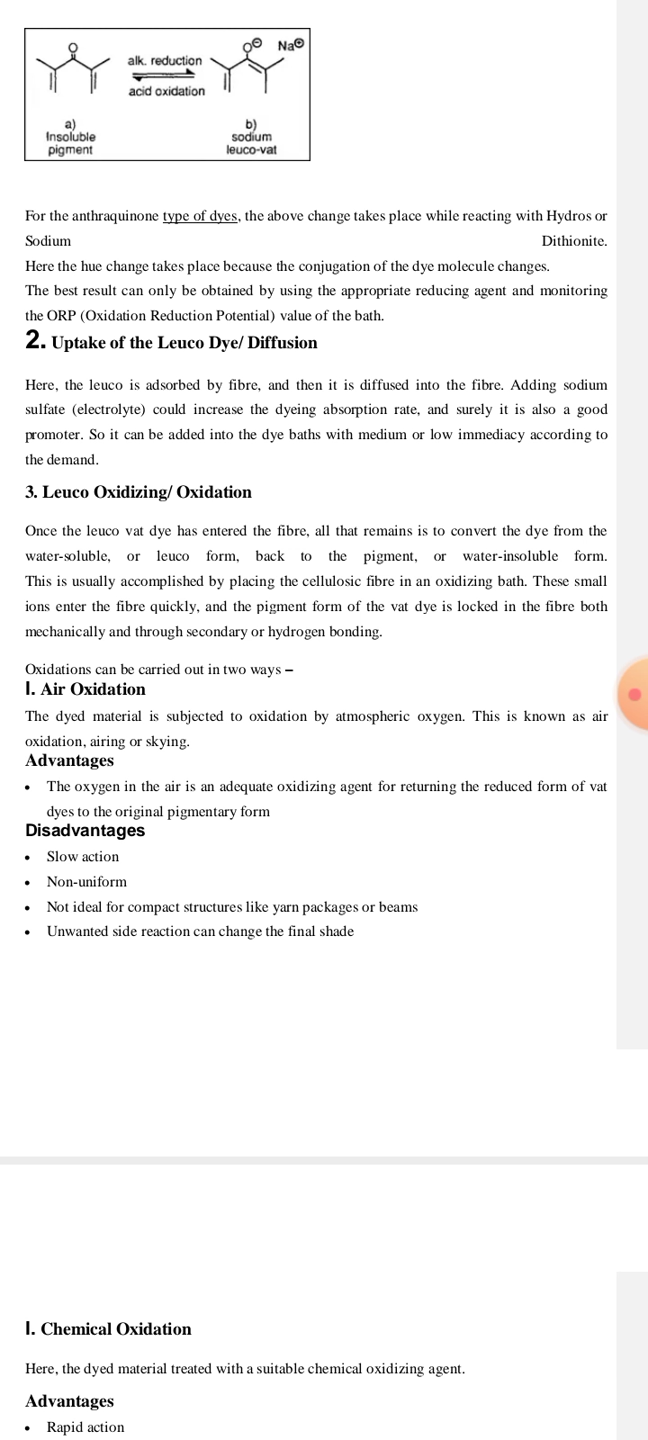 O
O⊖ Na⊕
alk. reduction
acid oxidation
a)
Insoluble
pigment
b)
sodium
leuco-vat
For the anthraquinone type of dyes, the above change takes place while reacting with Hydros or
Sodium Dithionite.
Here the hue change takes place because the conjugation of the dye molecule changes.
The best result can only be obtained by using the appropriate reducing agent and monitoring
the ORP (Oxidation Reduction Potential) value of the bath.
2. Uptake of the Leuco Dye/ Diffusion
Here, the leuco is adsorbed by fibre, and then it is diffused into the fibre. Adding sodium
sulfate (electrolyte) could increase the dyeing absorption rate, and surely it is also a good
promoter. So it can be added into the dye baths with medium or low immediacy according to
the demand.
3. Leuco Oxidizing/ Oxidation
Once the leuco vat dye has entered the fibre, all that remains is to convert the dye from the
water-soluble, or leuco form, back to the pigment, or water-insoluble form.
This is usually accomplished by placing the cellulosic fibre in an oxidizing bath. These small
ions enter the fibre quickly, and the pigment form of the vat dye is locked in the fibre both
mechanically and through secondary or hydrogen bonding.
Oxidations can be carried out in two ways –
I. Air Oxidation
The dyed material is subjected to oxidation by atmospheric oxygen. This is known as air
oxidation, airing or skying.
Advantages
• The oxygen in the air is an adequate oxidizing agent for returning the reduced form of vat
dyes to the original pigmentary form
Disadvantages
• Slow action
• Non-uniform
• Not ideal for compact structures like yarn packages or beams
• Unwanted side reaction can change the final shade
I. Chemical Oxidation
Here, the dyed material treated with a suitable chemical oxidizing agent.
Advantages
• Rapid action